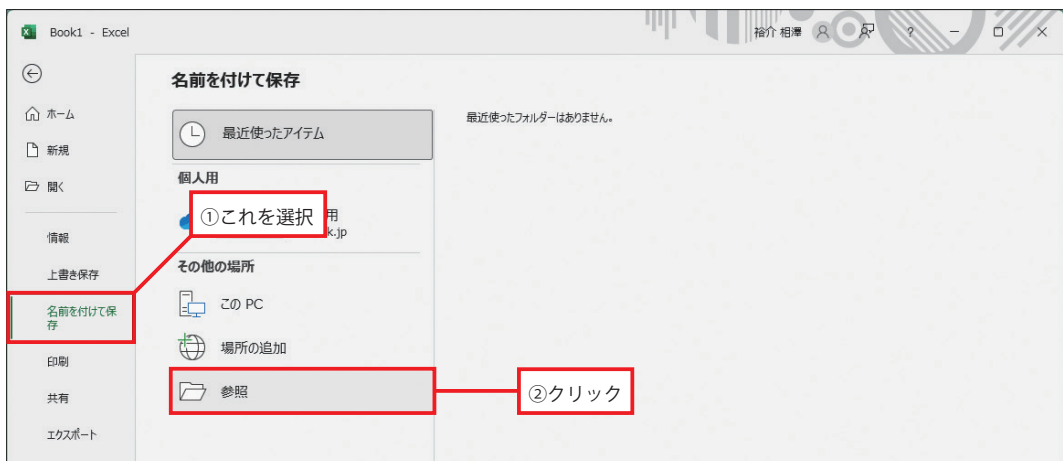 Book1 - Excel
裕介 相澤
?
名前を付けて保存
ホーム
新規
開く
情報
上書き保存
名前を付けて保
存
印刷
共有
エクスポート
最近使ったアイテム
個人用
①これを選択
用
k.jp
その他の場所
この PC
場所の追加
参照
②クリック
最近使ったフォルダーはありません。